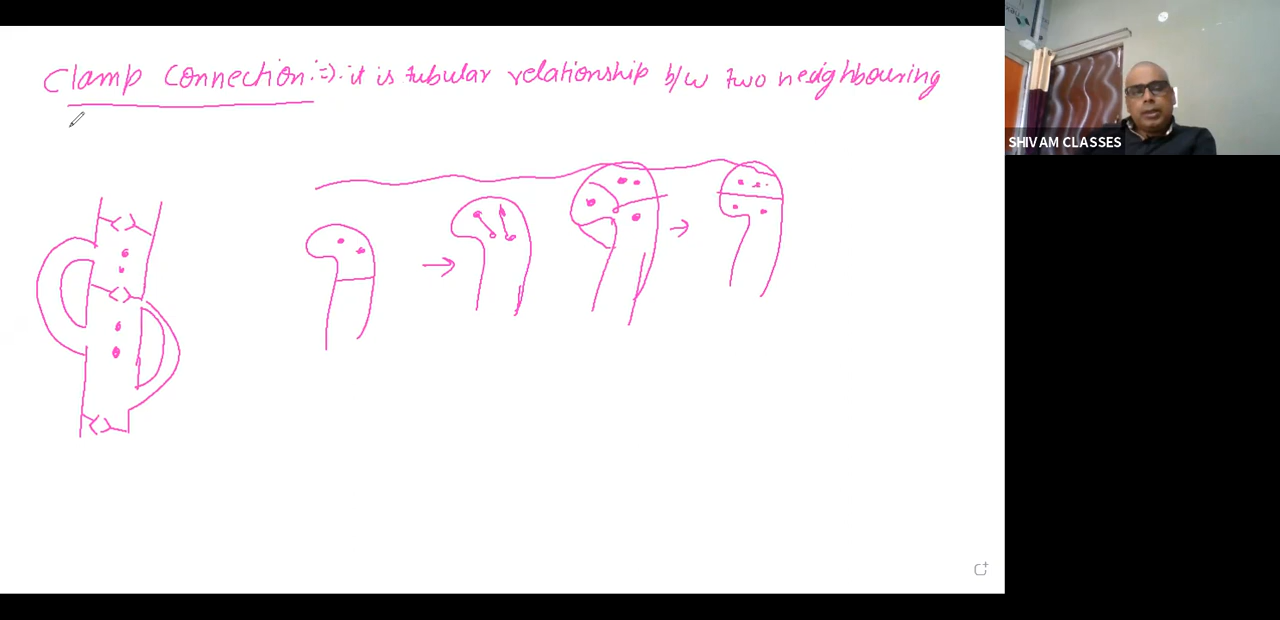 Clamp Connection :⇒. it is tubular relationship b/w two neighbouring
SHIVAM CLASSES